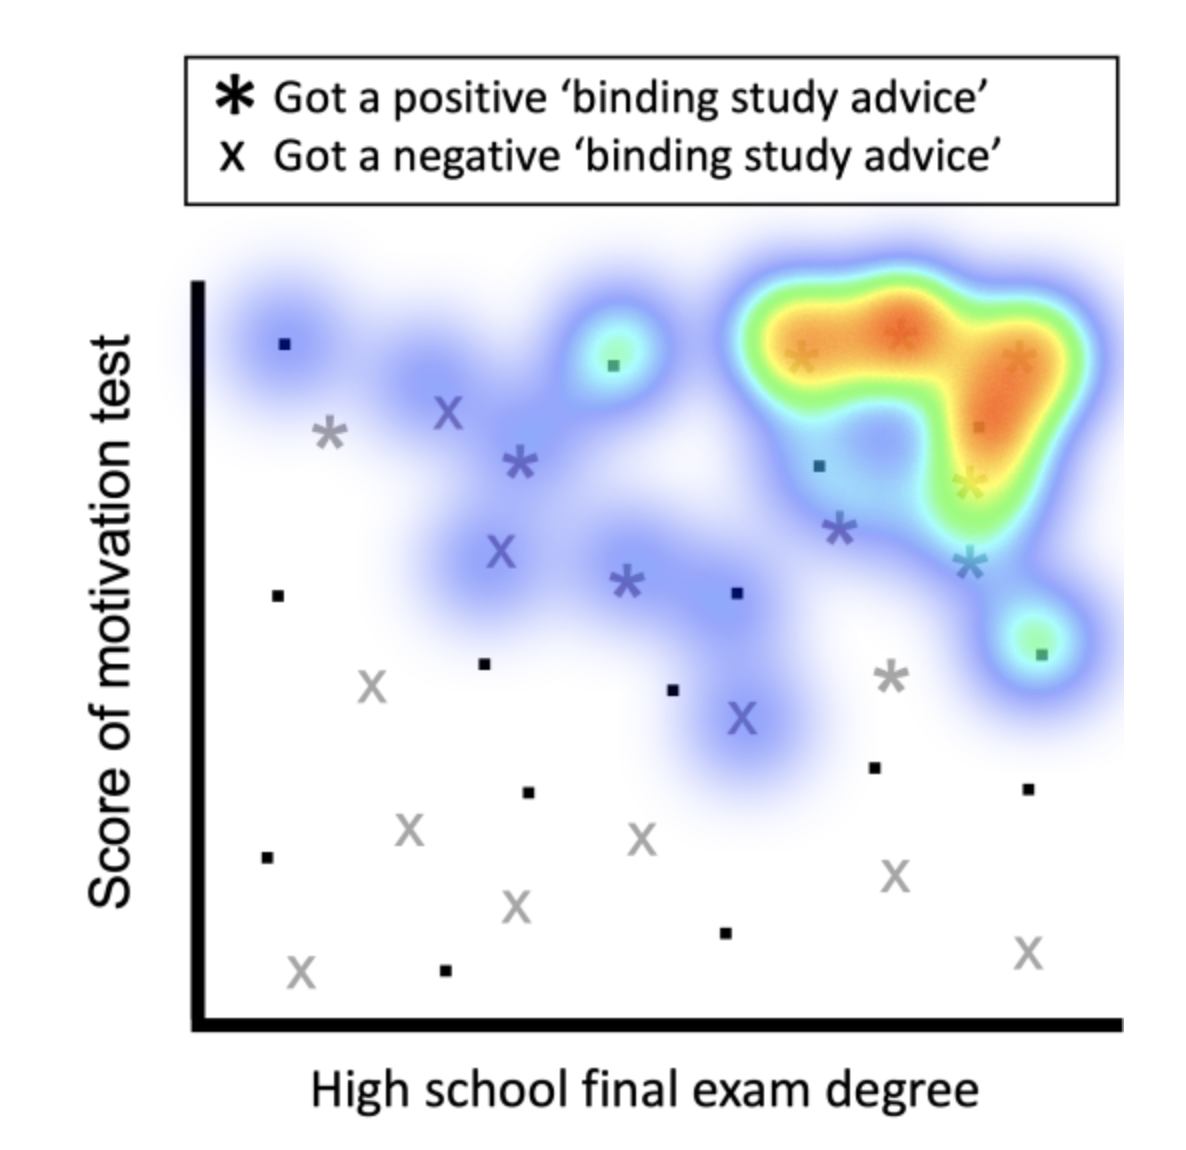 * Got a positive ‘binding study advice’
x Got a negative ‘binding study advice’
Score of motivation test
High school final exam degree